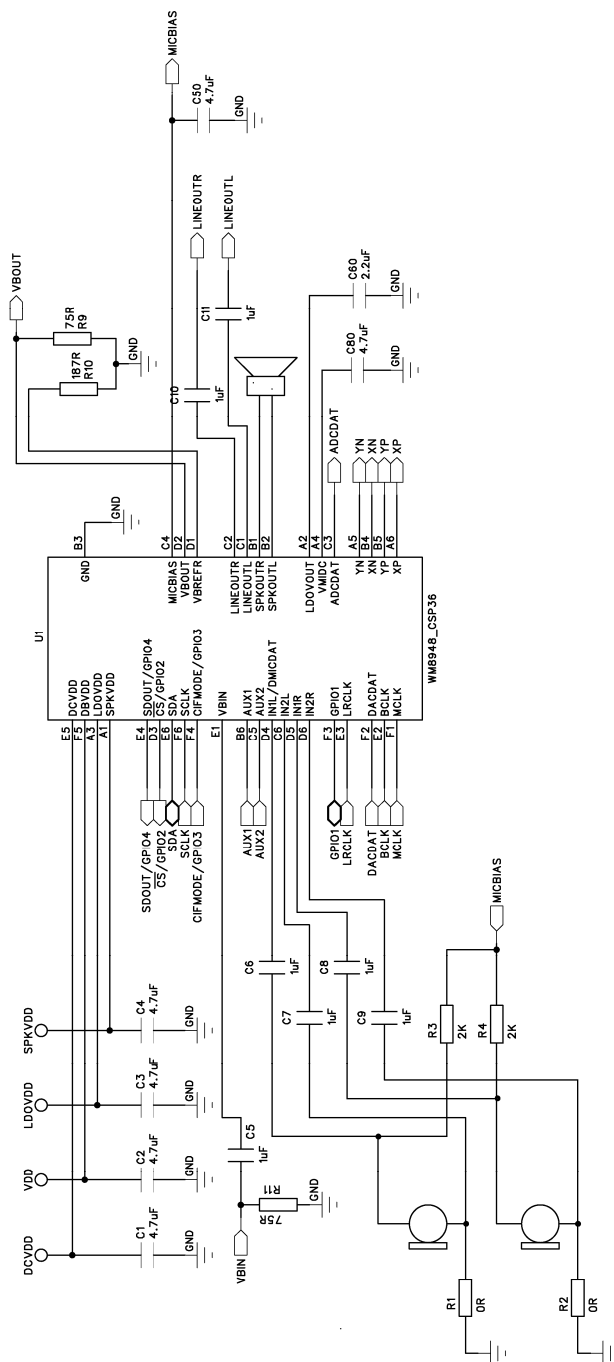 DCVDD
VDD
LDOVDD
SPKVDD
C1
4.7uF
GND
C2
4.7uF
GND
C3
4.7uF
GND
C4
4.7uF
GND
VBIN
C5
1uF
R11
75R
GND
SDOUT/GPIO4
CS/GPIO2
SDA
SCLK
CIFMODE/GPIO3
AUX1
AUX2
GPIO1
LRCLK
DACDAT
BCLK
MCLK
C6
1uF
C7
1uF
C8
1uF
C9
1uF
R3
2K
R4
2K
MICBIAS
R1
0R
R2
0R
U1
E5 DCVDD
F5 DBVDD
A3 LDOVDD
A1 SPKVDD
E4 SDOUT/GPIO4
D3 CS/GPIO2
E6 SDA
F6 SCLK
F4 CIFMODE/GPIO3
E1 VBIN
B6 AUX1
C5 AUX2
D4 IN1L/DMICDAT
C6 IN2L
D5 IN1R
D6 IN2R
F3 GPIO1
E3 LRCLK
F2 DACDAT
E2 BCLK
F1 MCLK
GND B3
MICBIAS C4
VBOUT D2
VBREFR D1
LINEOUTR C2
LINEOUTL C1
SPKOUTR B1
SPKOUTL B2
LDOVOUT A2
VMIDC A4
ADCDAT C3
YN A5
XN B4
YP B5
XP A6
WM8948_CSP36
GND
VBOUT
75R
R9
187R
R10
GND
MICBIAS
C50
4.7uF
GND
LINEOUTR
LINEOUTL
C10
1uF
C11
1uF
C60
2.2uF
GND
C80
4.7uF
GND
ADCDAT
YN
XN
YP
XP